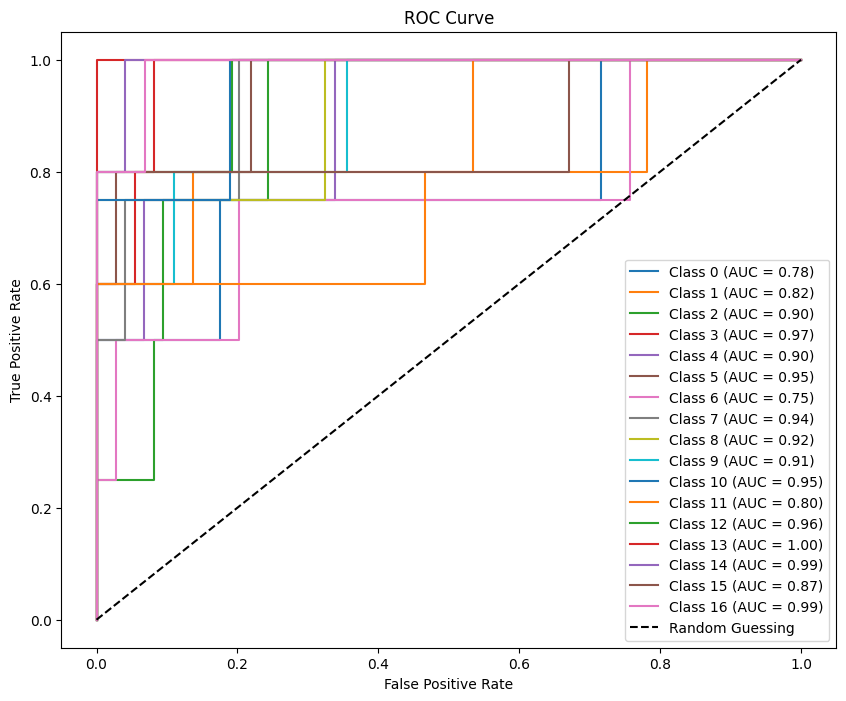 ROC Curve
1.0
0.8
0.6
0.4
0.2
0.0
True Positive Rate
0.0 0.2 0.4 0.6 0.8 1.0
False Positive Rate
Class 0 (AUC = 0.78)
Class 1 (AUC = 0.82)
Class 2 (AUC = 0.90)
Class 3 (AUC = 0.97)
Class 4 (AUC = 0.90)
Class 5 (AUC = 0.95)
Class 6 (AUC = 0.75)
Class 7 (AUC = 0.94)
Class 8 (AUC = 0.92)
Class 9 (AUC = 0.91)
Class 10 (AUC = 0.95)
Class 11 (AUC = 0.80)
Class 12 (AUC = 0.96)
Class 13 (AUC = 1.00)
Class 14 (AUC = 0.99)
Class 15 (AUC = 0.87)
Class 16 (AUC = 0.99)
Random Guessing